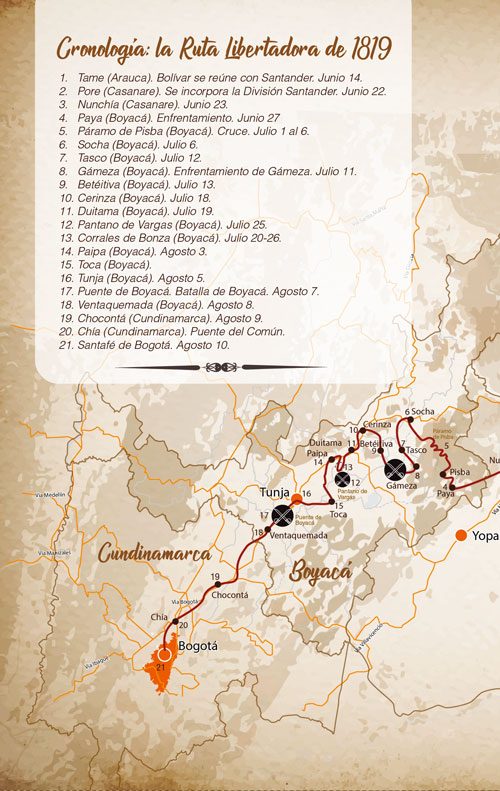 Cronología: la Ruta Libertadora de 1819
1. Tame (Arauca). Bolívar se reúne con Santander. Junio 14.
2. Pore (Casanare). Se incorpora la División Santander. Junio 22.
3. Nunchía (Casanare). Junio 23.
4. Paya (Boyacá). Enfrentamiento. Junio 27
5. Páramo de Pisba (Boyacá). Cruce. Julio 1 al 6.
6. Socha (Boyacá). Julio 6.
7. Tasco (Boyacá). Julio 12.
8. Gámeza (Boyacá). Enfrentamiento de Gámeza. Julio 11.
9. Betéitiva (Boyacá). Julio 13.
10. Cerinza (Boyacá). Julio 18.
11. Duitama (Boyacá). Julio 19.
12. Pantano de Vargas (Boyacá). Julio 25.
13. Corrales de Bonza (Boyacá). Julio 20-26.
14. Paipa (Boyacá). Agosto 3.
15. Toca (Boyacá).
16. Tunja (Boyacá). Agosto 5.
17. Puente de Boyacá. Batalla de Boyacá. Agosto 7.
18. Ventaquemada (Boyacá). Agosto 8.
19. Chocontá (Cundinamarca). Agosto 9.
20. Chía (Cundinamarca). Puente del Común.
21. Santafé de Bogotá. Agosto 10.
6 Socha
10 Cerinza
Páramo de Pisba
5
Duitama 11
Betéitiva
9
7 Tasco
Paipa
14
13
8
Pisba
Nu
12
Gámeza
4
Paya
Pantano de Vargas
Tunja 16
15
Toca
Vía Medellín
17
Puente de Boyacá
18 Ventaquemada
Yopa
Vía Manizales
Cundinamarca
Boyacá
19
Chocontá
Vía Bogotá
Chía
20
Vía Villavicencio
Bogotá
Vía Ibagué
21